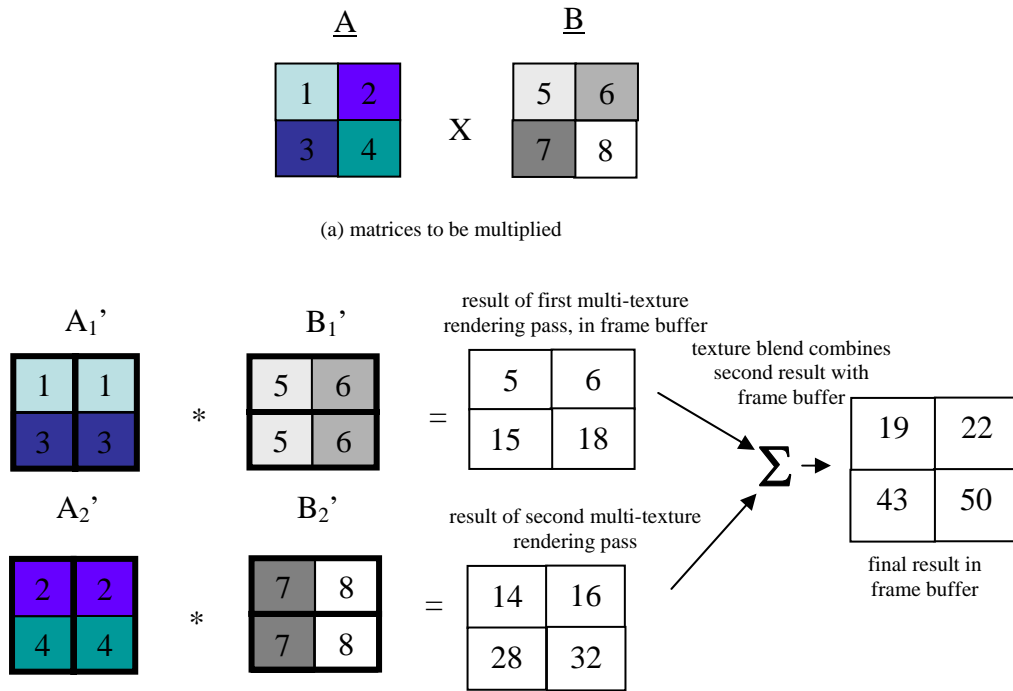 A B
1 2 5 6
X
3 4 7 8
(a) matrices to be multiplied
result of first multi-texture
rendering pass, in frame buffer
A1’ B1’
1 1 5 6 5 6
* =
3 3 5 6 15 18
texture blend combines
second result with
frame buffer
Σ
19 22
43 50
final result in
frame buffer
A2’ B2’
result of second multi-texture
rendering pass
2 2 7 8 14 16
* =
4 4 7 8 28 32